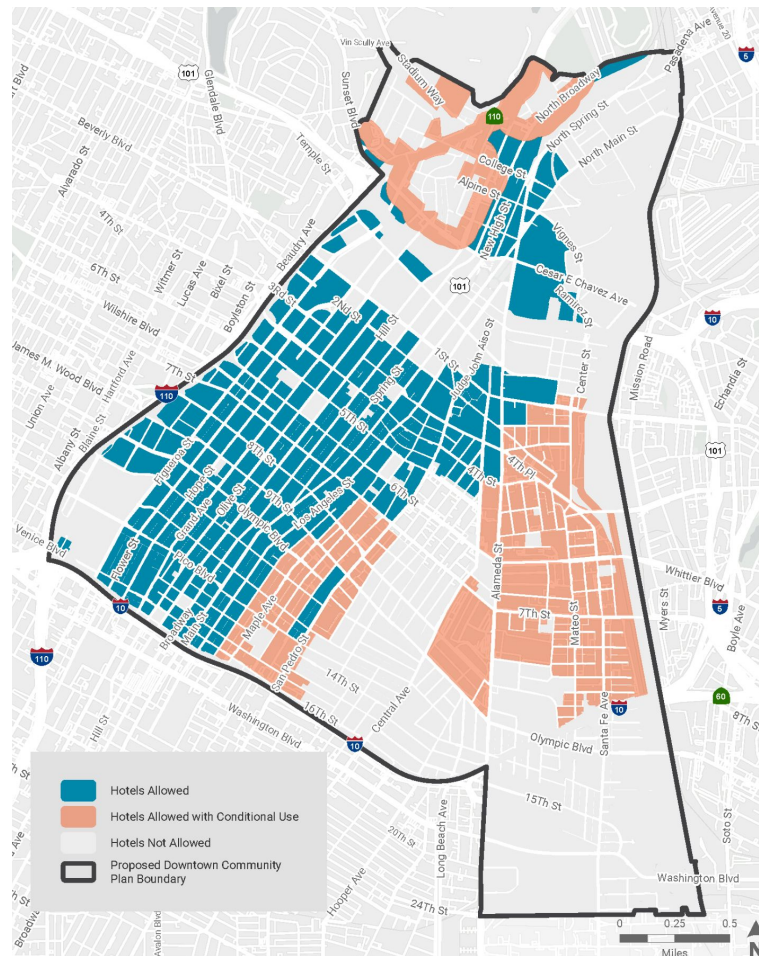 Vin Scully Ave
Stadium Way
Pasadena Ave
Avenue 20
5
101
Glendale Blvd
Sunset Blvd
North Broadway
110
North Spring St
North Main St
Beverly Blvd
Temple St
College St
Alvarado St
Alpine St
4Th St
New High St
Vignes St
Beaudry Ave
6Th St
Witmer St
Lucas Ave
Bixel St
Cesar E Chavez Ave
101
Ramirez St
Wilshire Blvd
Boylston St
3Rd St
2Nd St
Hill St
10
1St St
Judge John Aiso St
Center St
Mission Road
James M. Wood Blvd
7Th St
Hartford Ave
Union Ave
110
Spring St
Echandia St
Blaine St
Albany St
5Th St
101
Figueroa St
8Th St
4Th St
4Th Pl
Hope St
9Th St
Los Angeles St
6Th St
Grand Ave
Olive St
Olympic Blvd
Venice Blvd
Flower St
Pico Blvd
Alameda St
Whittier Blvd
10
Broadway
Main St
Maple Ave
7Th St
Mateo St
Myers St
5
Boyle Ave
110
San Pedro St
14Th St
16Th St
Central Ave
Santa Fe Ave
10
60
8Th St
Hill St
Washington Blvd
10
Olympic Blvd
Hotels Allowed
Hotels Allowed with Conditional Use
Hotels Not Allowed
Proposed Downtown Community
Plan Boundary
15Th St
Long Beach Ave
20Th St
Soto St
Hooper Ave
24Th St
Washington Blvd
Avalon Blvd
0 0.25 0.5
Miles
N